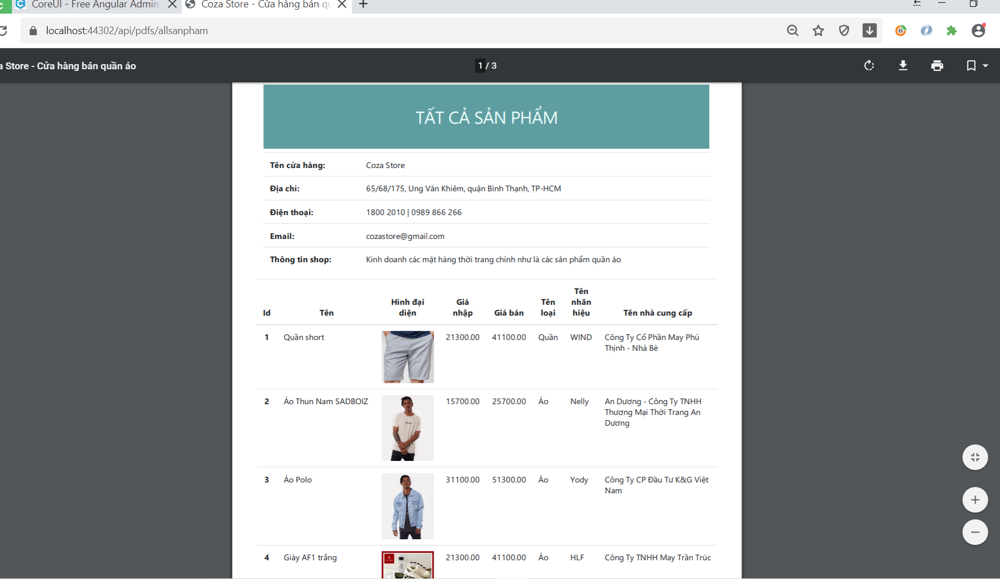 CoreUI - Free Angular Admin
Coza Store - Cửa hàng bán qu
localhost:44302/api/pdfs/allsanpham
a Store - Cửa hàng bán quần áo
1 / 3
TẤT CẢ SẢN PHẨM
Tên cửa hàng: Coza Store
Địa chỉ: 65/68/175, Ung Văn Khiêm, quận Bình Thạnh, TP-HCM
Điện thoại: 1800 2010 | 0989 866 266
Email: cozastore@gmail.com
Thông tin shop: Kinh doanh các mặt hàng thời trang chính như là các sản phẩm quần áo
Tên
Hình đại Giá Tên nhãn
Id Tên diện nhập Giá bán loại hiệu Tên nhà cung cấp
1 Quần short 21300.00 41100.00 Quần WIND Công Ty Cổ Phần May Phú
Thịnh - Nhà Bè
2 Áo Thun Nam SADBOIZ 15700.00 25700.00 Áo Nelly An Dương - Công Ty TNHH
Thương Mại Thời Trang An
Dương
3 Áo Polo 31100.00 51300.00 Áo Yody Công Ty CP Đầu Tư K&G Việt
Nam
4 Giày AF1 trắng 21300.00 41100.00 Áo HLF Công Ty TNHH May Trần Trúc